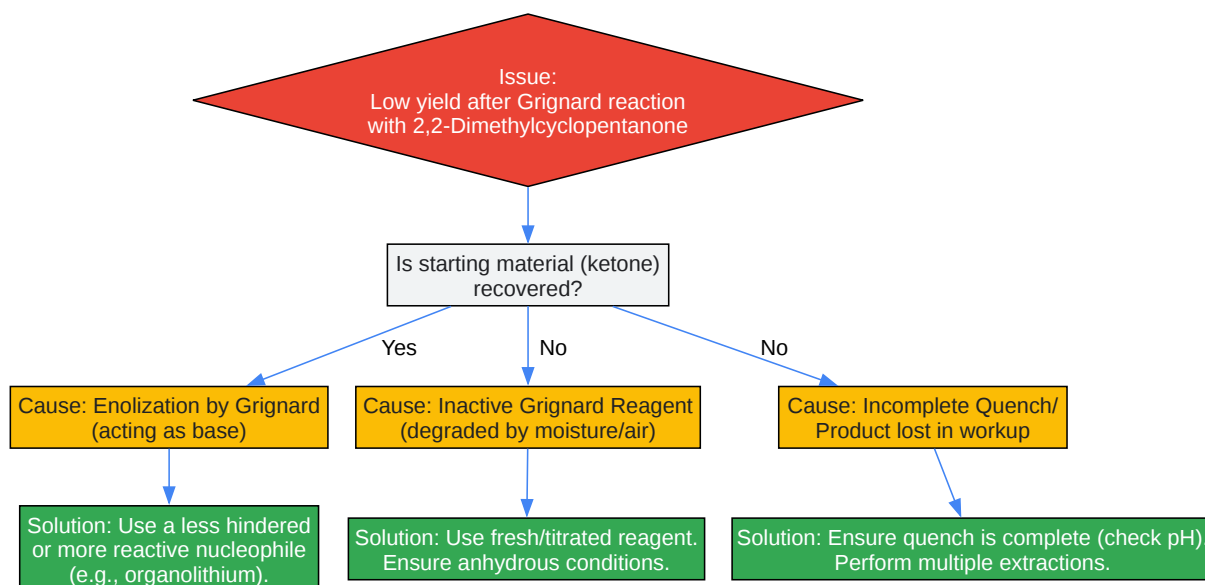 Issue:
Low yield after Grignard reaction
with 2,2-Dimethylcyclopentanone
Is starting material (ketone)
recovered?
Yes
No
No
Cause: Enolization by Grignard
(acting as base)
Cause: Inactive Grignard Reagent
(degraded by moisture/air)
Cause: Incomplete Quench/
Product lost in workup
Solution: Use a less hindered
or more reactive nucleophile
(e.g., organolithium).
Solution: Use fresh/titrated reagent.
Ensure anhydrous conditions.
Solution: Ensure quench is complete (check pH).
Perform multiple extractions.